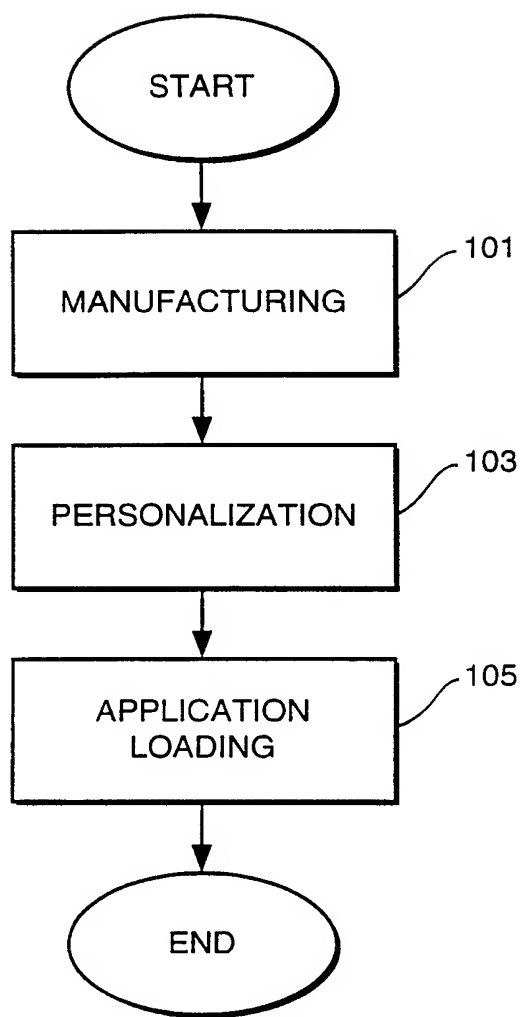 START
MANUFACTURING
101
PERSONALIZATION
103
APPLICATION
LOADING
105
END